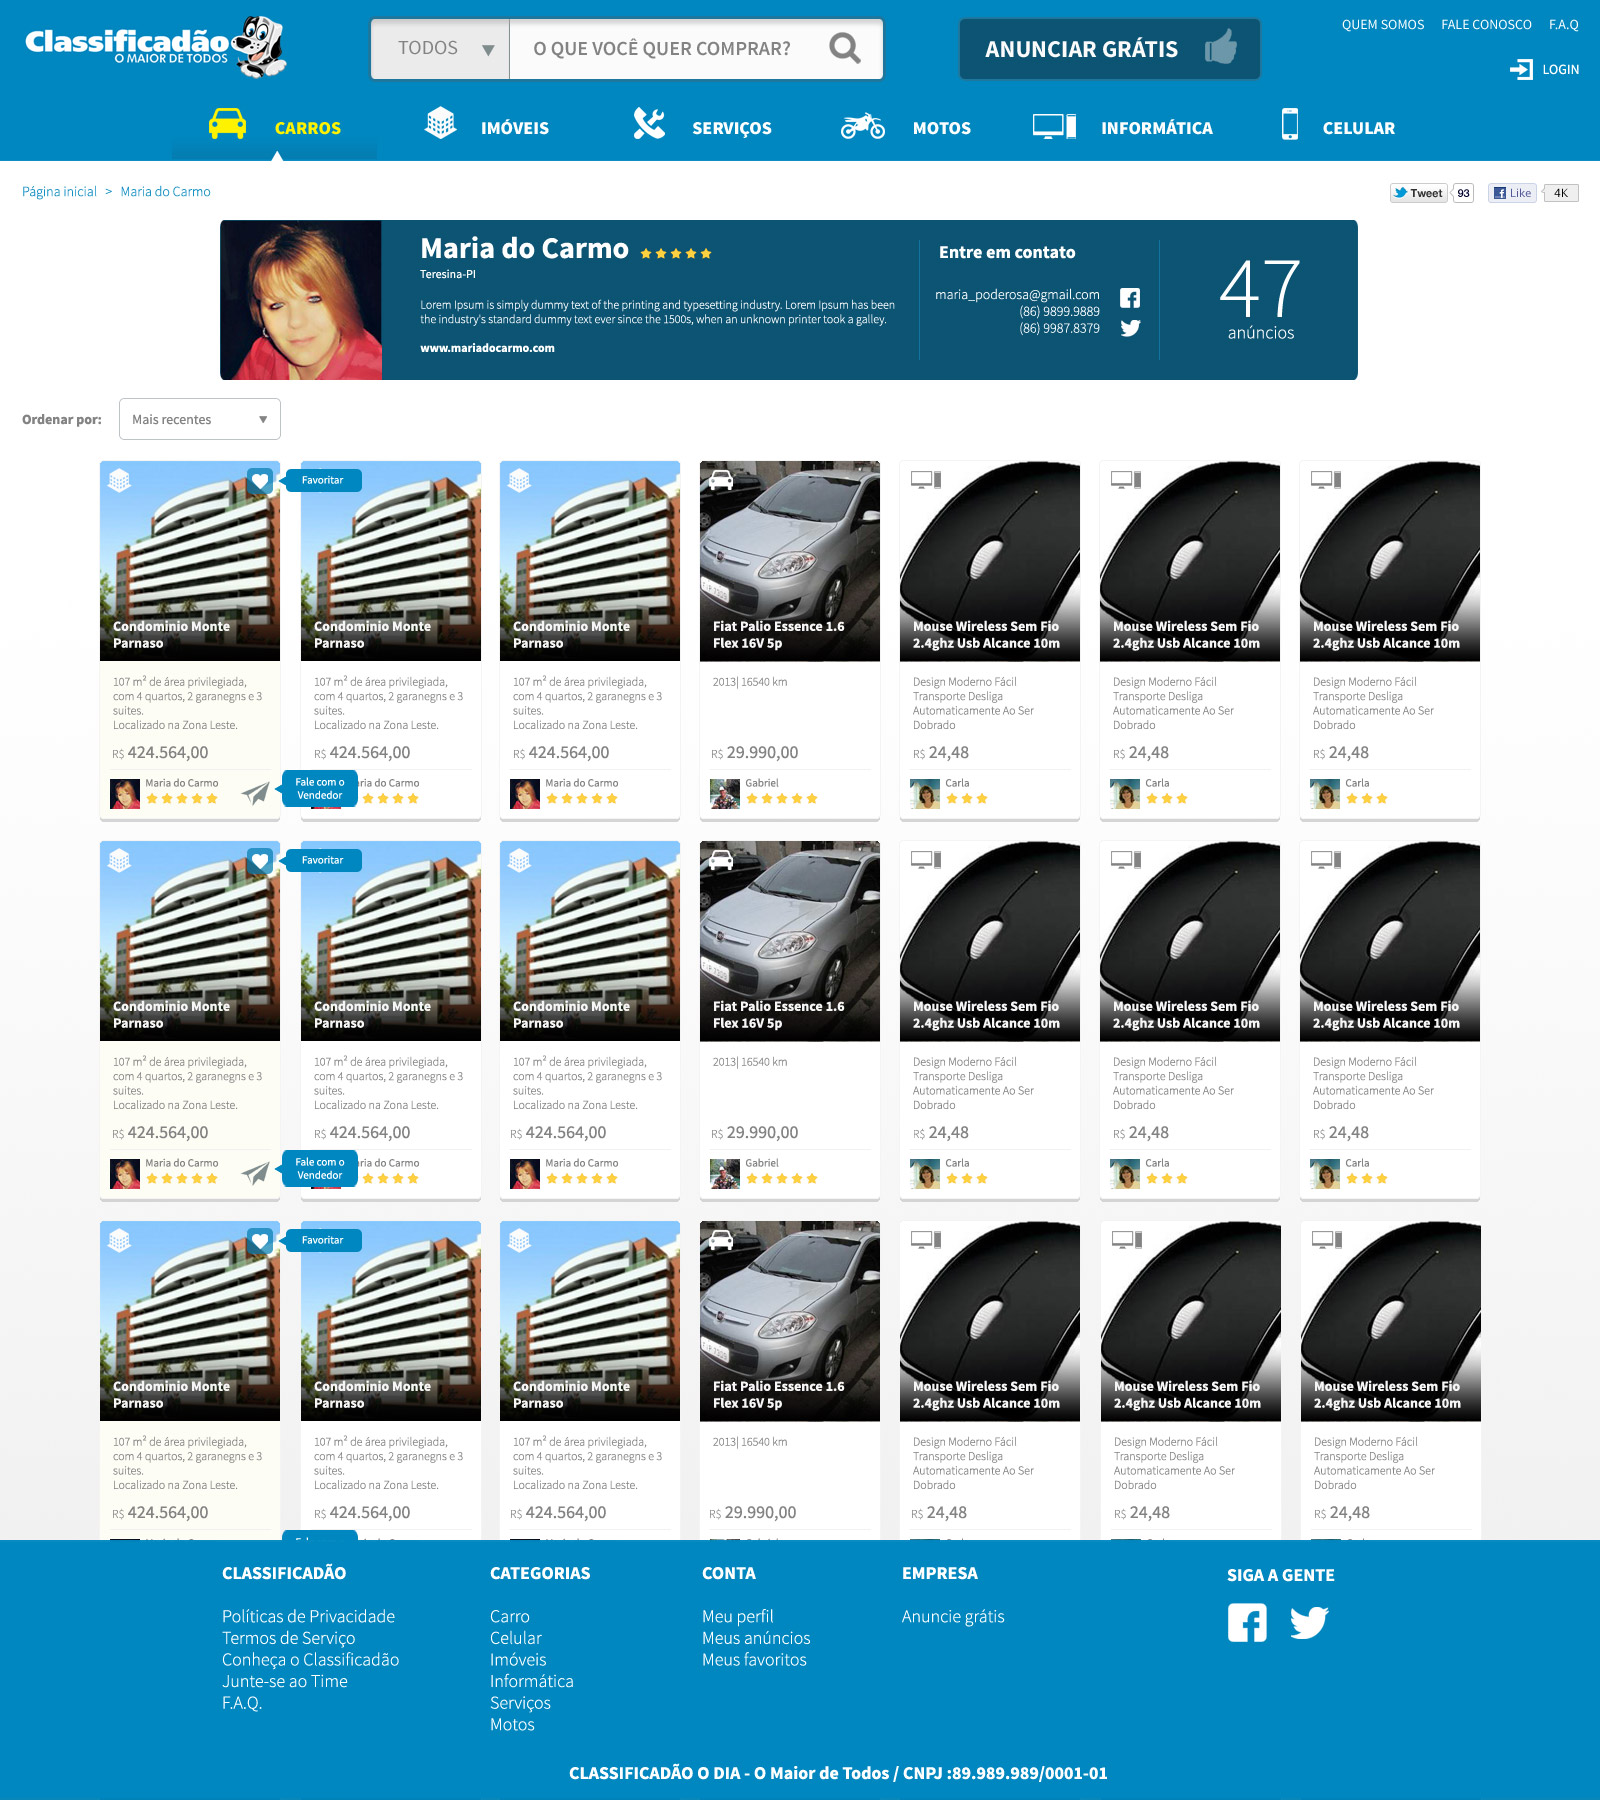 Classificadão
O MAIOR DE TODOS
TODOS
O QUE VOCÊ QUER COMPRAR?
ANUNCIAR GRÁTIS
QUEM SOMOS FALE CONOSCO F.A.Q
LOGIN
CARROS IMÓVEIS SERVIÇOS MOTOS INFORMÁTICA CELULAR
Página inicial > Maria do Carmo
Tweet 93 Like 4K
Maria do Carmo
Teresina-PI
Lorem Ipsum is simply dummy text of the printing and typesetting industry. Lorem Ipsum has been
the industry's standard dummy text ever since the 1500s, when an unknown printer took a galley.
www.mariadocarmo.com
Entre em contato
maria_poderosa@gmail.com
(86) 9899.9889
(86) 9987.8379
47
anúncios
Ordenar por: Mais recentes
Favoritar
Condominio Monte Condominio Monte Condominio Monte Fiat Palio Essence 1.6 Mouse Wireless Sem Fio Mouse Wireless Sem Fio Mouse Wireless Sem Fio
Parnaso Parnaso Parnaso Flex 16V 5p 2.4ghz Usb Alcance 10m 2.4ghz Usb Alcance 10m 2.4ghz Usb Alcance 10m
107 m² de área privilegiada, 107 m² de área privilegiada, 107 m² de área privilegiada, 2013| 16540 km Design Moderno Fácil Design Moderno Fácil Design Moderno Fácil
com 4 quartos, 2 garanegns e 3 com 4 quartos, 2 garanegns e 3 com 4 quartos, 2 garanegns e 3 Transporte Desliga Transporte Desliga Transporte Desliga
suites. suites. suites. Automaticamente Ao Ser Automaticamente Ao Ser Automaticamente Ao Ser
Localizado na Zona Leste. Localizado na Zona Leste. Localizado na Zona Leste. Dobrado Dobrado Dobrado
R$ 424.564,00 R$ 424.564,00 R$ 424.564,00 R$ 29.990,00 R$ 24,48 R$ 24,48 R$ 24,48
Maria do Carmo Fale com o ria do Carmo Maria do Carmo Gabriel Carla Carla Carla
Vendedor
Favoritar
Condominio Monte Condominio Monte Condominio Monte Fiat Palio Essence 1.6 Mouse Wireless Sem Fio Mouse Wireless Sem Fio Mouse Wireless Sem Fio
Parnaso Parnaso Parnaso Flex 16V 5p 2.4ghz Usb Alcance 10m 2.4ghz Usb Alcance 10m 2.4ghz Usb Alcance 10m
107 m² de área privilegiada, 107 m² de área privilegiada, 107 m² de área privilegiada, 2013| 16540 km Design Moderno Fácil Design Moderno Fácil Design Moderno Fácil
com 4 quartos, 2 garanegns e 3 com 4 quartos, 2 garanegns e 3 com 4 quartos, 2 garanegns e 3 Transporte Desliga Transporte Desliga Transporte Desliga
suites. suites. suites. Automaticamente Ao Ser Automaticamente Ao Ser Automaticamente Ao Ser
Localizado na Zona Leste. Localizado na Zona Leste. Localizado na Zona Leste. Dobrado Dobrado Dobrado
R$ 424.564,00 R$ 424.564,00 R$ 424.564,00 R$ 29.990,00 R$ 24,48 R$ 24,48 R$ 24,48
Maria do Carmo Fale com o ria do Carmo Maria do Carmo Gabriel Carla Carla Carla
Vendedor
Favoritar
Condominio Monte Condominio Monte Condominio Monte Fiat Palio Essence 1.6 Mouse Wireless Sem Fio Mouse Wireless Sem Fio Mouse Wireless Sem Fio
Parnaso Parnaso Parnaso Flex 16V 5p 2.4ghz Usb Alcance 10m 2.4ghz Usb Alcance 10m 2.4ghz Usb Alcance 10m
107 m² de área privilegiada, 107 m² de área privilegiada, 107 m² de área privilegiada, 2013| 16540 km Design Moderno Fácil Design Moderno Fácil Design Moderno Fácil
com 4 quartos, 2 garanegns e 3 com 4 quartos, 2 garanegns e 3 com 4 quartos, 2 garanegns e 3 Transporte Desliga Transporte Desliga Transporte Desliga
suites. suites. suites. Automaticamente Ao Ser Automaticamente Ao Ser Automaticamente Ao Ser
Localizado na Zona Leste. Localizado na Zona Leste. Localizado na Zona Leste. Dobrado Dobrado Dobrado
R$ 424.564,00 R$ 424.564,00 R$ 424.564,00 R$ 29.990,00 R$ 24,48 R$ 24,48 R$ 24,48
CLASSIFICADÃO
Políticas de Privacidade
Termos de Serviço
Conheça o Classificadão
Junte-se ao Time
F.A.Q.
CATEGORIAS
Carro
Celular
Imóveis
Informática
Serviços
Motos
CONTA
Meu perfil
Meus anúncios
Meus favoritos
EMPRESA
Anuncie grátis
SIGA A GENTE
CLASSIFICADÃO O DIA - O Maior de Todos / CNPJ :89.989.989/0001-01